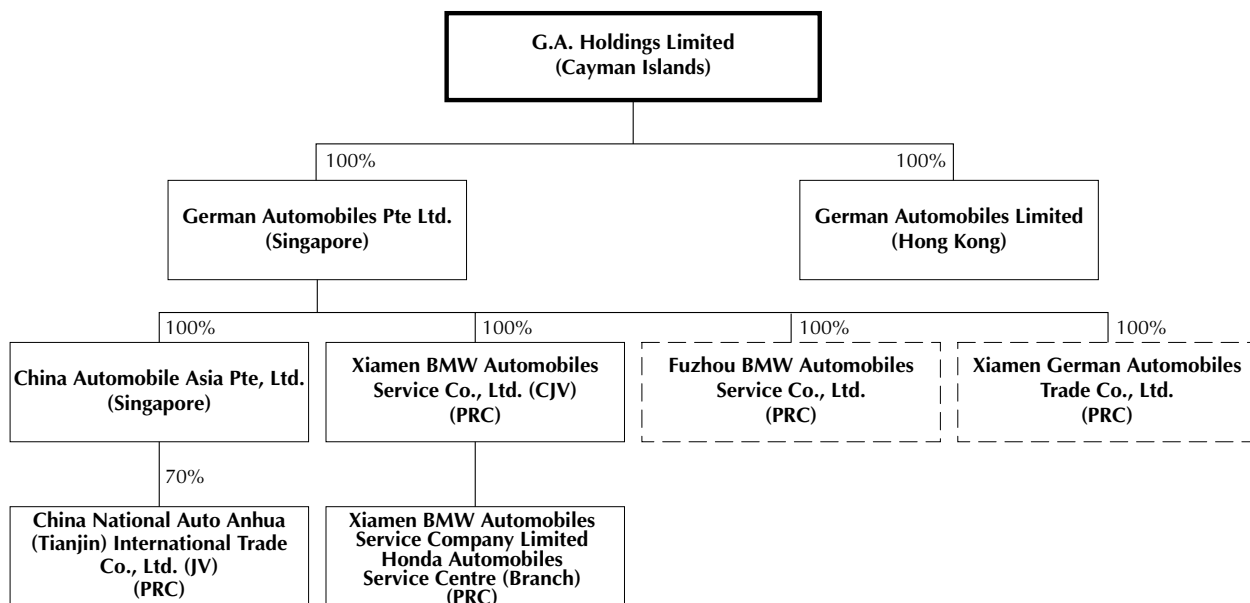 G.A. Holdings Limited
(Cayman Islands)
100%
100%
German Automobiles Pte Ltd.
(Singapore)
German Automobiles Limited
(Hong Kong)
100%
100%
100%
100%
China Automobile Asia Pte, Ltd.
(Singapore)
Xiamen BMW Automobiles
Service Co., Ltd. (CJV)
(PRC)
Fuzhou BMW Automobiles
Service Co., Ltd.
(PRC)
Xiamen German Automobiles
Trade Co., Ltd.
(PRC)
70%
China National Auto Anhua
(Tianjin) International Trade
Co., Ltd. (JV)
(PRC)
Xiamen BMW Automobiles
Service Company Limited
Honda Automobiles
Service Centre (Branch)
(PRC)